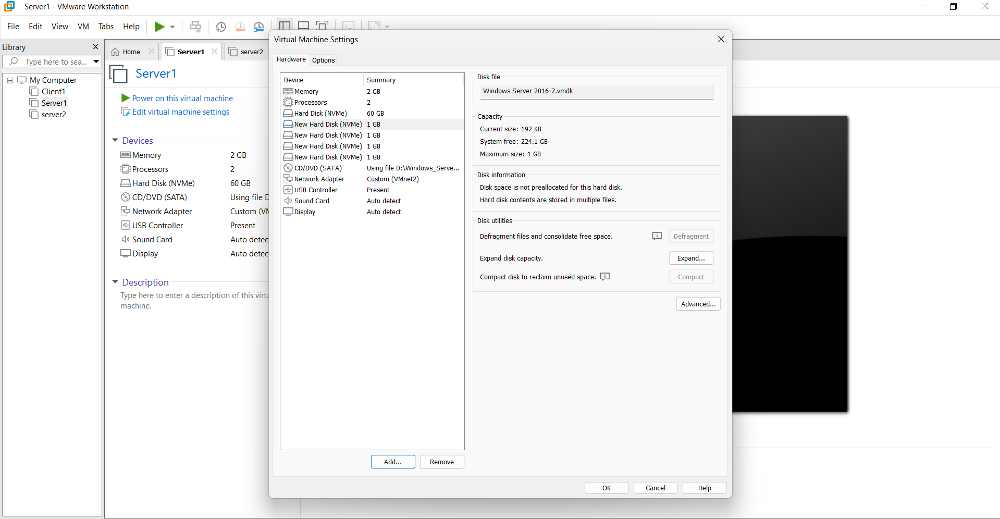 Server1 - VMware Workstation
File Edit View VM Tabs Help
Library
Type here to sea...
My Computer
Client1
Server1
server2
Home
Server1
server2
Server1
Power on this virtual machine
Edit virtual machine settings
Devices
Memory 2 GB
Processors 2
Hard Disk (NVMe) 60 GB
CD/DVD (SATA) Using file
Network Adapter Custom
USB Controller Present
Sound Card Auto detec
Display Auto detec
Description
Type here to enter a description of this virtu
machine.
Virtual Machine Settings
Hardware Options
Device Summary
Memory 2 GB
Processors 2
Hard Disk (NVMe) 60 GB
New Hard Disk (NVMe) 1 GB
New Hard Disk (NVMe) 1 GB
New Hard Disk (NVMe) 1 GB
New Hard Disk (NVMe) 1 GB
CD/DVD (SATA) Using file D:\Windows_Serve...
Network Adapter Custom (VMnet2)
USB Controller Present
Sound Card Auto detect
Display Auto detect
Add... Remove
Disk file
Windows Server 2016-7.vmdk
Capacity
Current size: 192 KB
System free: 224.1 GB
Maximum size: 1 GB
Disk information
Disk space is not preallocated for this hard disk.
Hard disk contents are stored in multiple files.
Disk utilities
Defragment files and consolidate free space. Defragment
Expand disk capacity. Expand...
Compact disk to reclaim unused space. Compact
Advanced...
OK Cancel Help